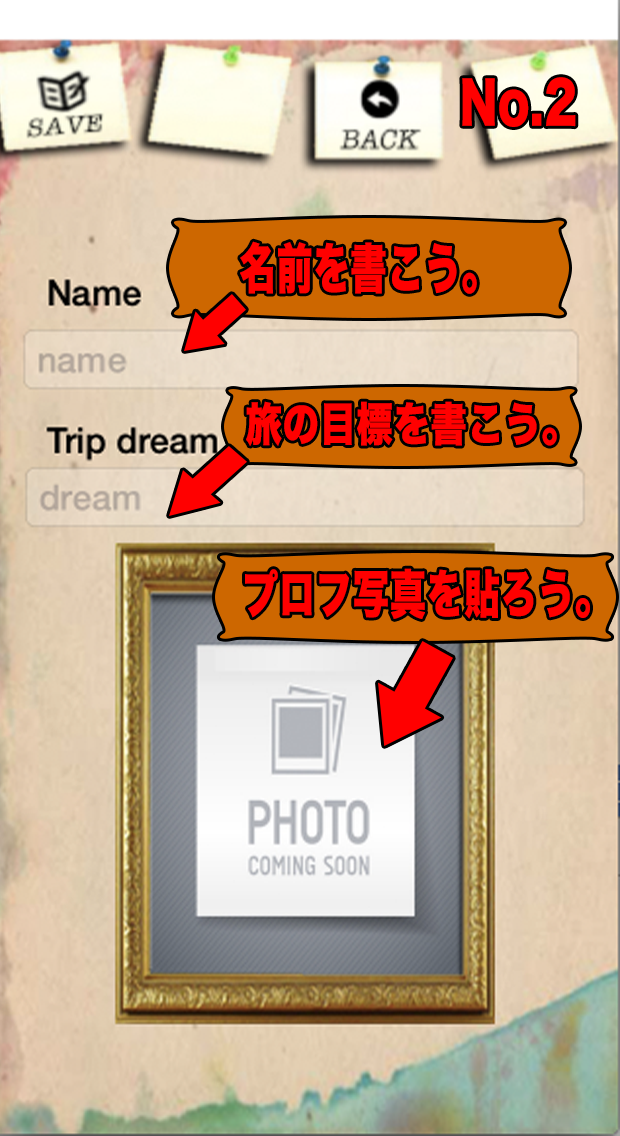 SAVE
BACK
No.2
名前を書こう。
Name
name
旅の目標を書こう。
Trip dream
dream
プロフ写真を貼ろう。
PHOTO
COMING SOON